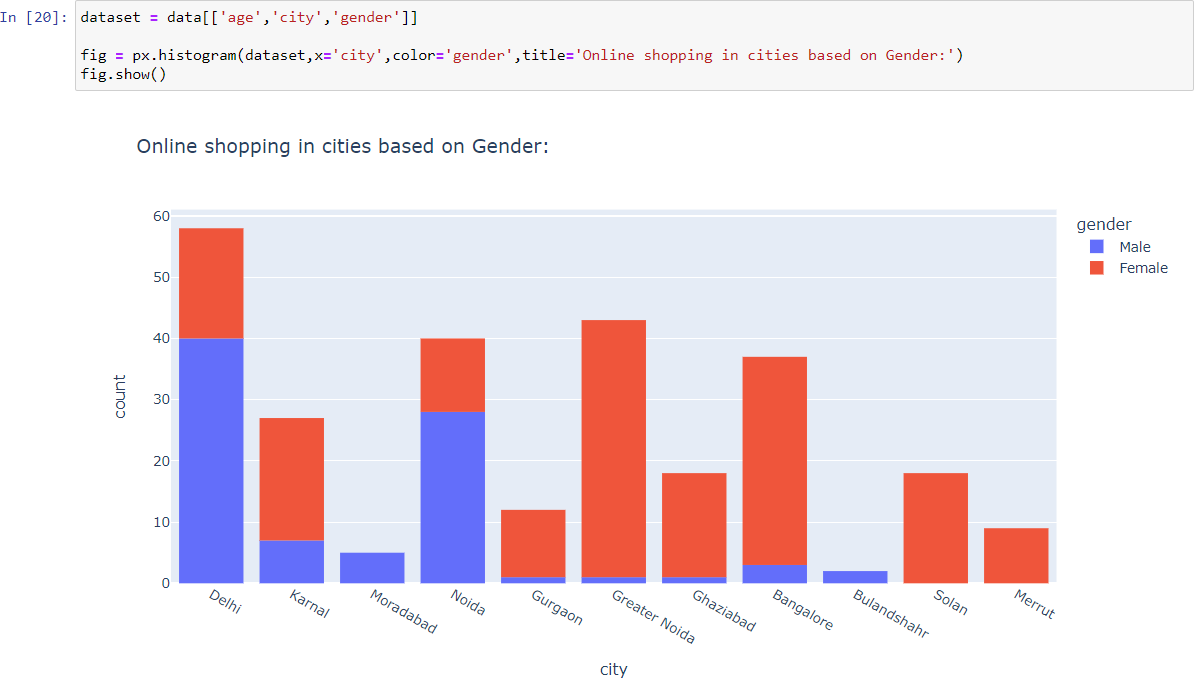 In [20]: dataset = data[['age','city','gender']]
fig = px.histogram(dataset,x='city',color='gender',title='Online shopping in cities based on Gender:')
fig.show()
Online shopping in cities based on Gender:
gender
Male
Female
60
50
40
30
20
10
0
count
Delhi
Karnal
Moradabad
Noida
Gurgaon
Greater Noida
Ghaziabad
Bangalore
Bulandshahr
Solan
Merrut
city